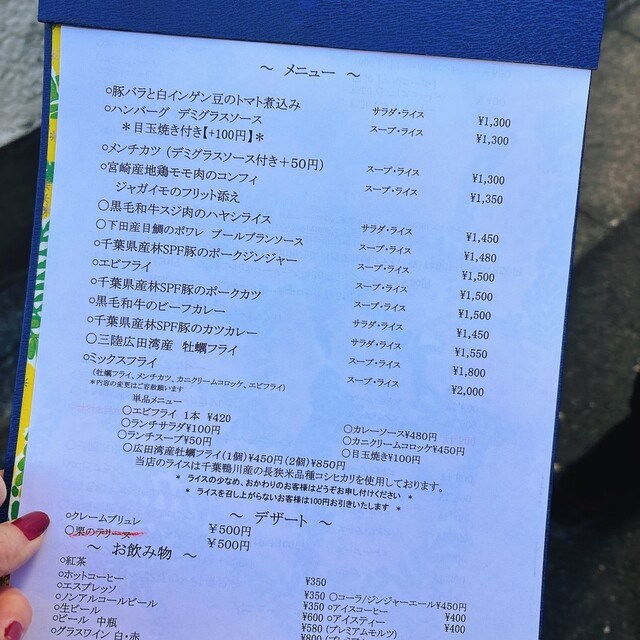 ～ メニュー ～
○豚バラと白インゲン豆のトマト煮込み サラダ・ライス ¥1,300
○ハンバーグ デミグラスソース スープ・ライス ¥1,300
＊目玉焼き付き【+100円】＊
○メンチカツ（デミグラスソース付き＋50円） スープ・ライス ¥1,300
○宮崎産地鶏モモ肉のコンフィ スープ・ライス ¥1,350
ジャガイモのフリット添え
○黒毛和牛スジ肉のハヤシライス サラダ・ライス ¥1,450
○下田産目鯛のポワレ ブールブランソース スープ・ライス ¥1,480
○千葉県産林SPF豚のポークジンジャー スープ・ライス ¥1,500
○エビフライ スープ・ライス ¥1,500
○千葉県産林SPF豚のポークカツ スープ・ライス ¥1,500
○黒毛和牛のビーフカレー サラダ・ライス ¥1,450
○千葉県産林SPF豚のカツカレー サラダ・ライス ¥1,550
○三陸広田湾産 牡蠣フライ スープ・ライス ¥1,800
○ミックスフライ スープ・ライス ¥2,000
（牡蠣フライ、メンチカツ、カニクリームコロッケ、エビフライ）
＊内容の変更はご容赦願います
単品メニュー
○エビフライ 1本 ¥420 ○カレーソース¥480円
○ランチサラダ¥100円 ○カニクリームコロッケ¥450円
○ランチスープ¥50円 ○目玉焼き¥100円
○広田湾産牡蠣フライ（1個）¥450円（2個）¥850円
当店のライスは千葉鴨川産の長狭米品種コシヒカリを使用しております。
＊ ライスの少なめ、おかわりのお客様はどうぞお申し付けください ＊
＊ ライスを召し上がらないお客様は100円お引きいたします ＊
～ デザート ～
○クレームブリュレ ￥500円
○栗のテリーヌ ￥500円
～ お飲み物 ～
○紅茶 ¥350
○ホットコーヒー ¥350 ○コーラ/ジンジャーエール¥450円
○エスプレッソ ¥350 ○アイスコーヒー ¥400
○ノンアルコールビール ¥600 ○アイスティー ¥400
○生ビール ¥580 (プレミアムモルツ)
○ビール 中瓶 ¥800
○グラスワイン 白・赤